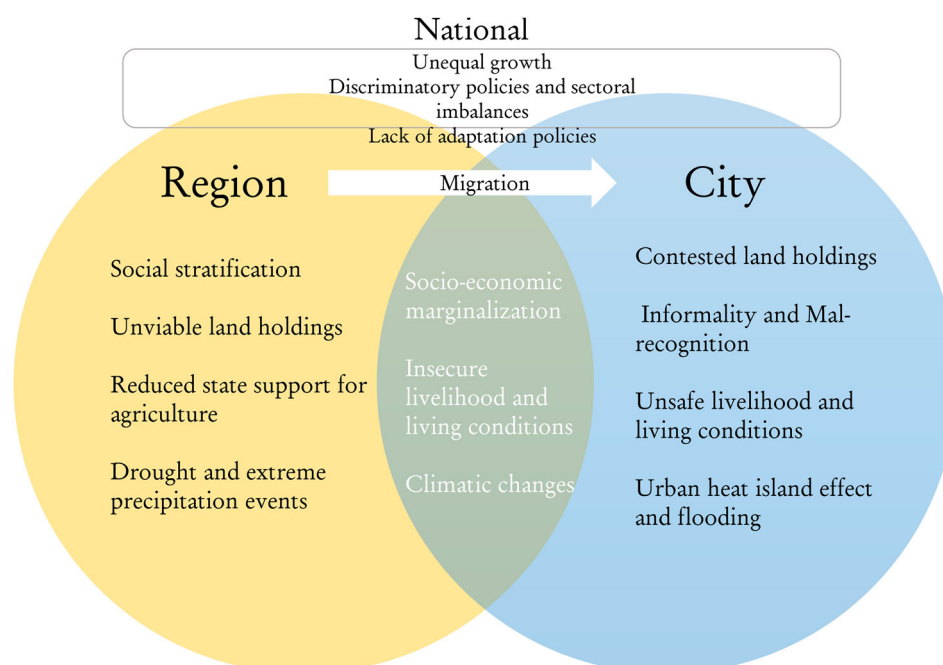 National
Unequal growth
Discriminatory policies and sectoral
imbalances
Lack of adaptation policies
Region
Migration
City
Social stratification
Unviable land holdings
Reduced state support for
agriculture
Drought and extreme
precipitation events
Socio-economic
marginalization
Insecure
livelihood and
living conditions
Climatic changes
Contested land holdings
Informality and Mal-
recognition
Unsafe livelihood and
living conditions
Urban heat island effect
and flooding